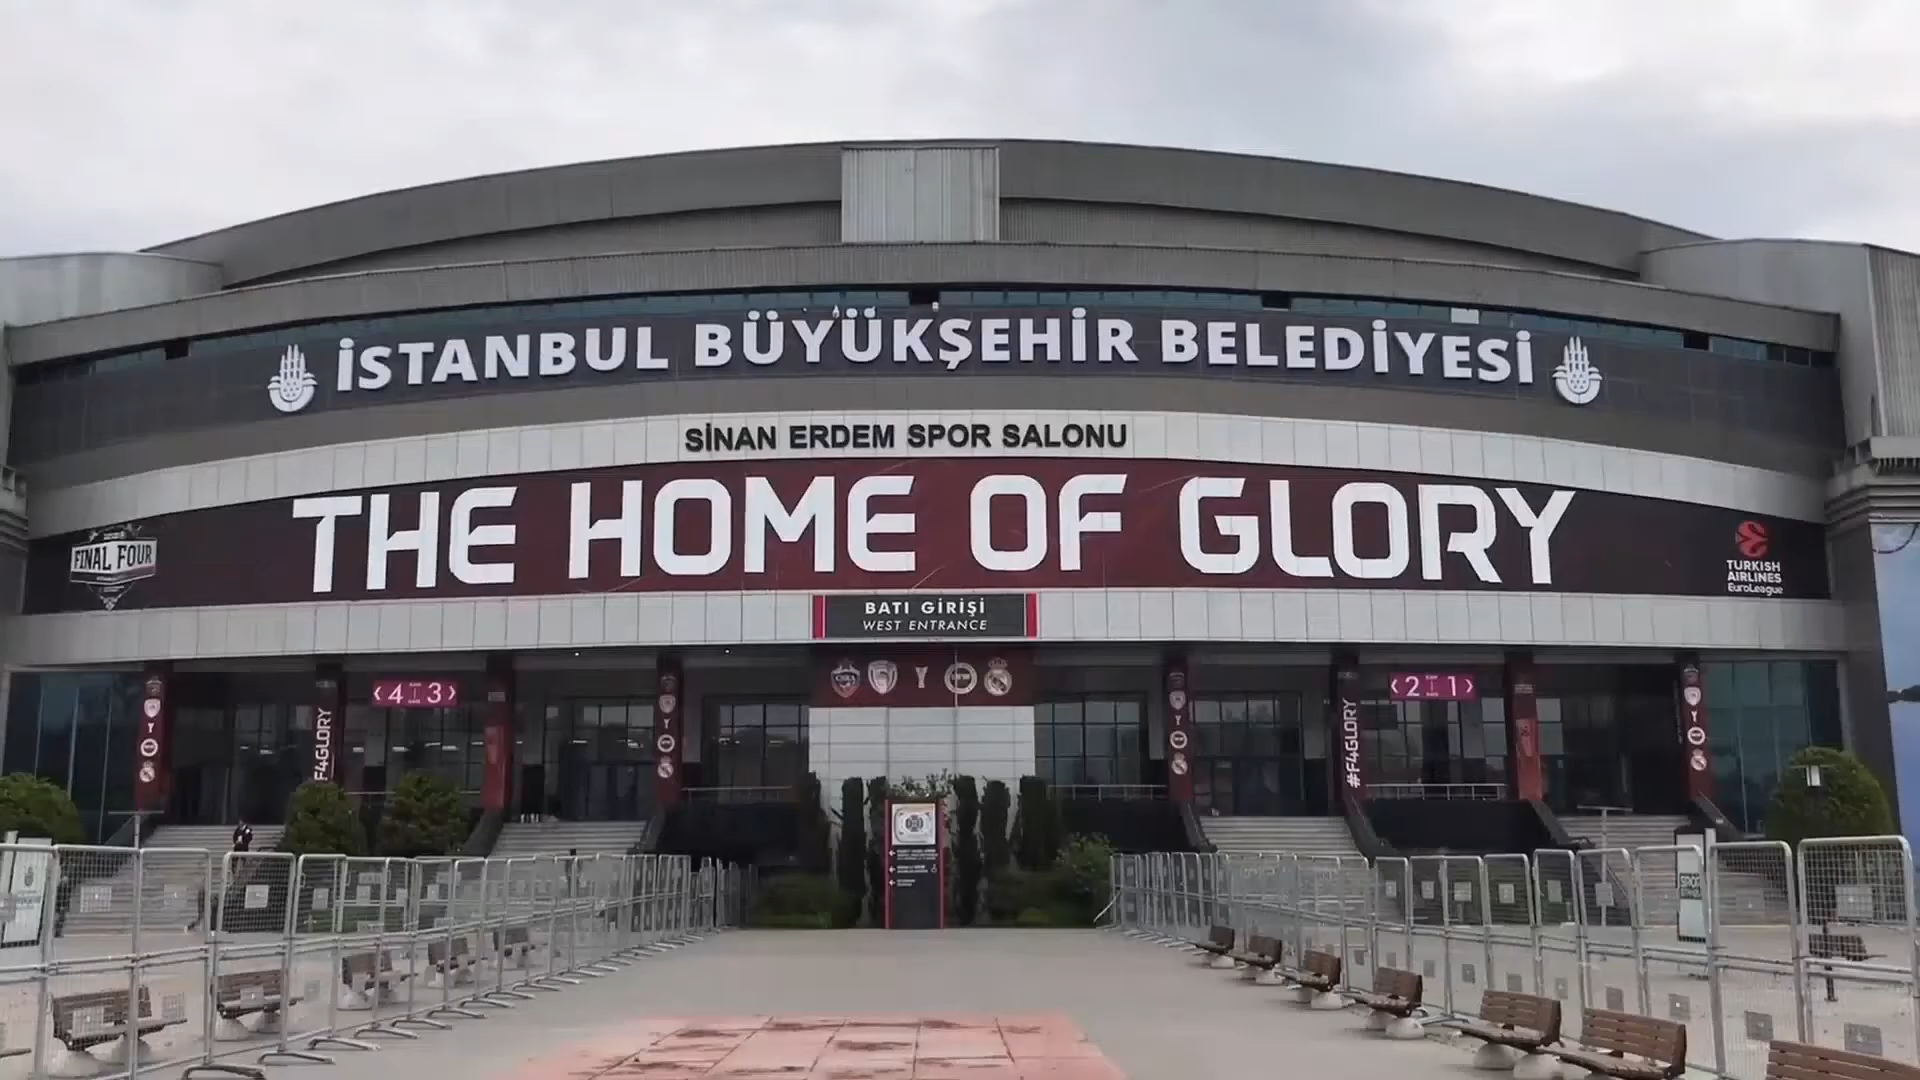 İSTANBUL BÜYÜKŞEHİR BELEDİYESİ
SİNAN ERDEM SPOR SALONU
THE HOME OF GLORY
FINAL FOUR
TURKISH
AIRLINES
EuroLeague
BATI GİRİŞİ
WEST ENTRANCE
4 3
2 1
F4GLORY
#F4GLORY